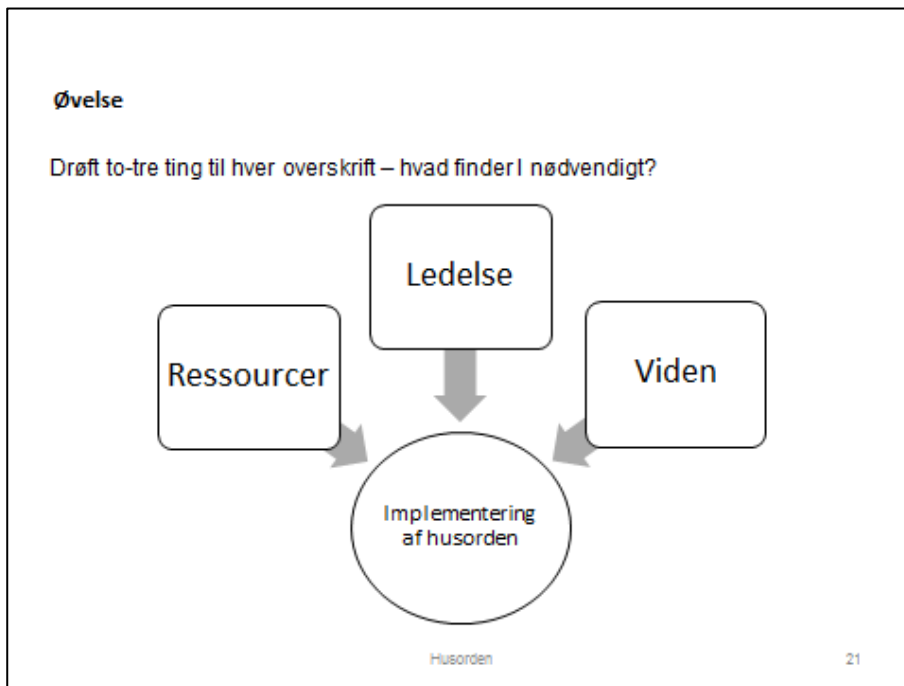 Øvelse
Drøft to-tre ting til hver overskrift – hvad finder I nødvendigt?
Ledelse
Ressourcer
Viden
Implementering
af husorden
Husorden
21